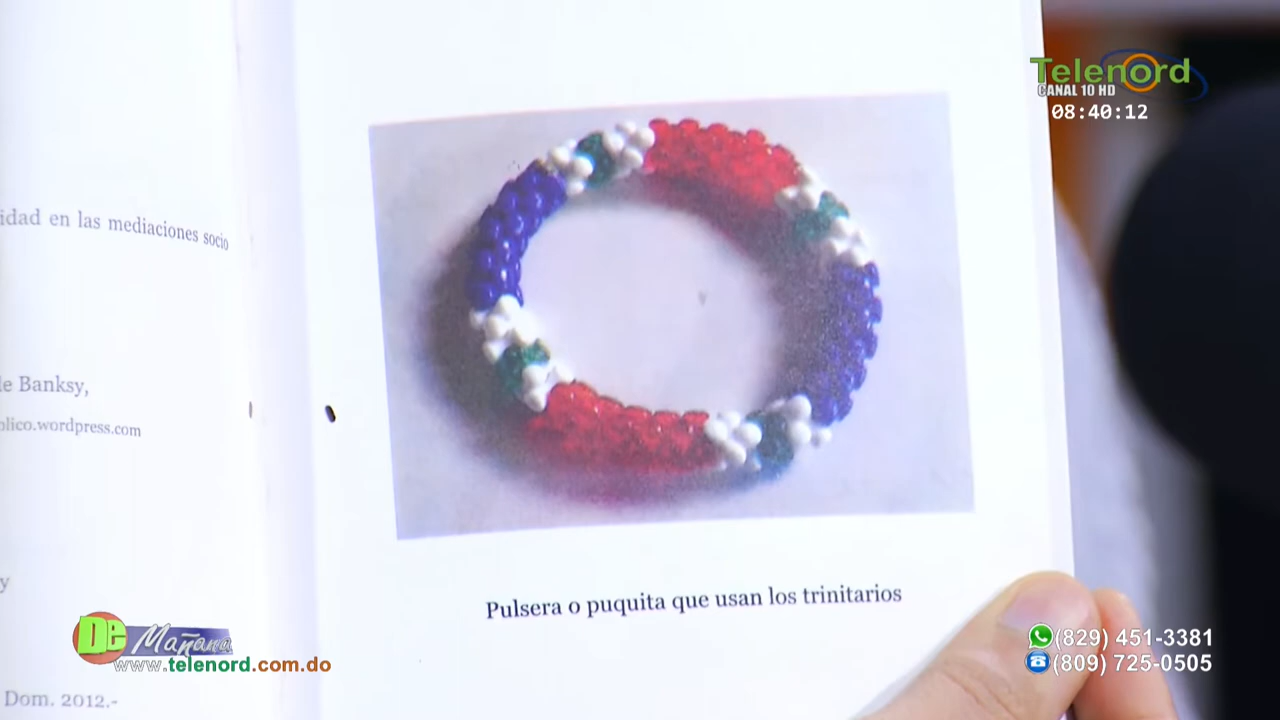 Telenord
CANAL 10 HD
08:40:12
idad en las mediaciones socio
le Banksy,
olico.wordpress.com
y
Dom. 2012.-
Pulsera o puquita que usan los trinitarios
De Mañana
www.telenord.com.do
(829) 451-3381
(809) 725-0505